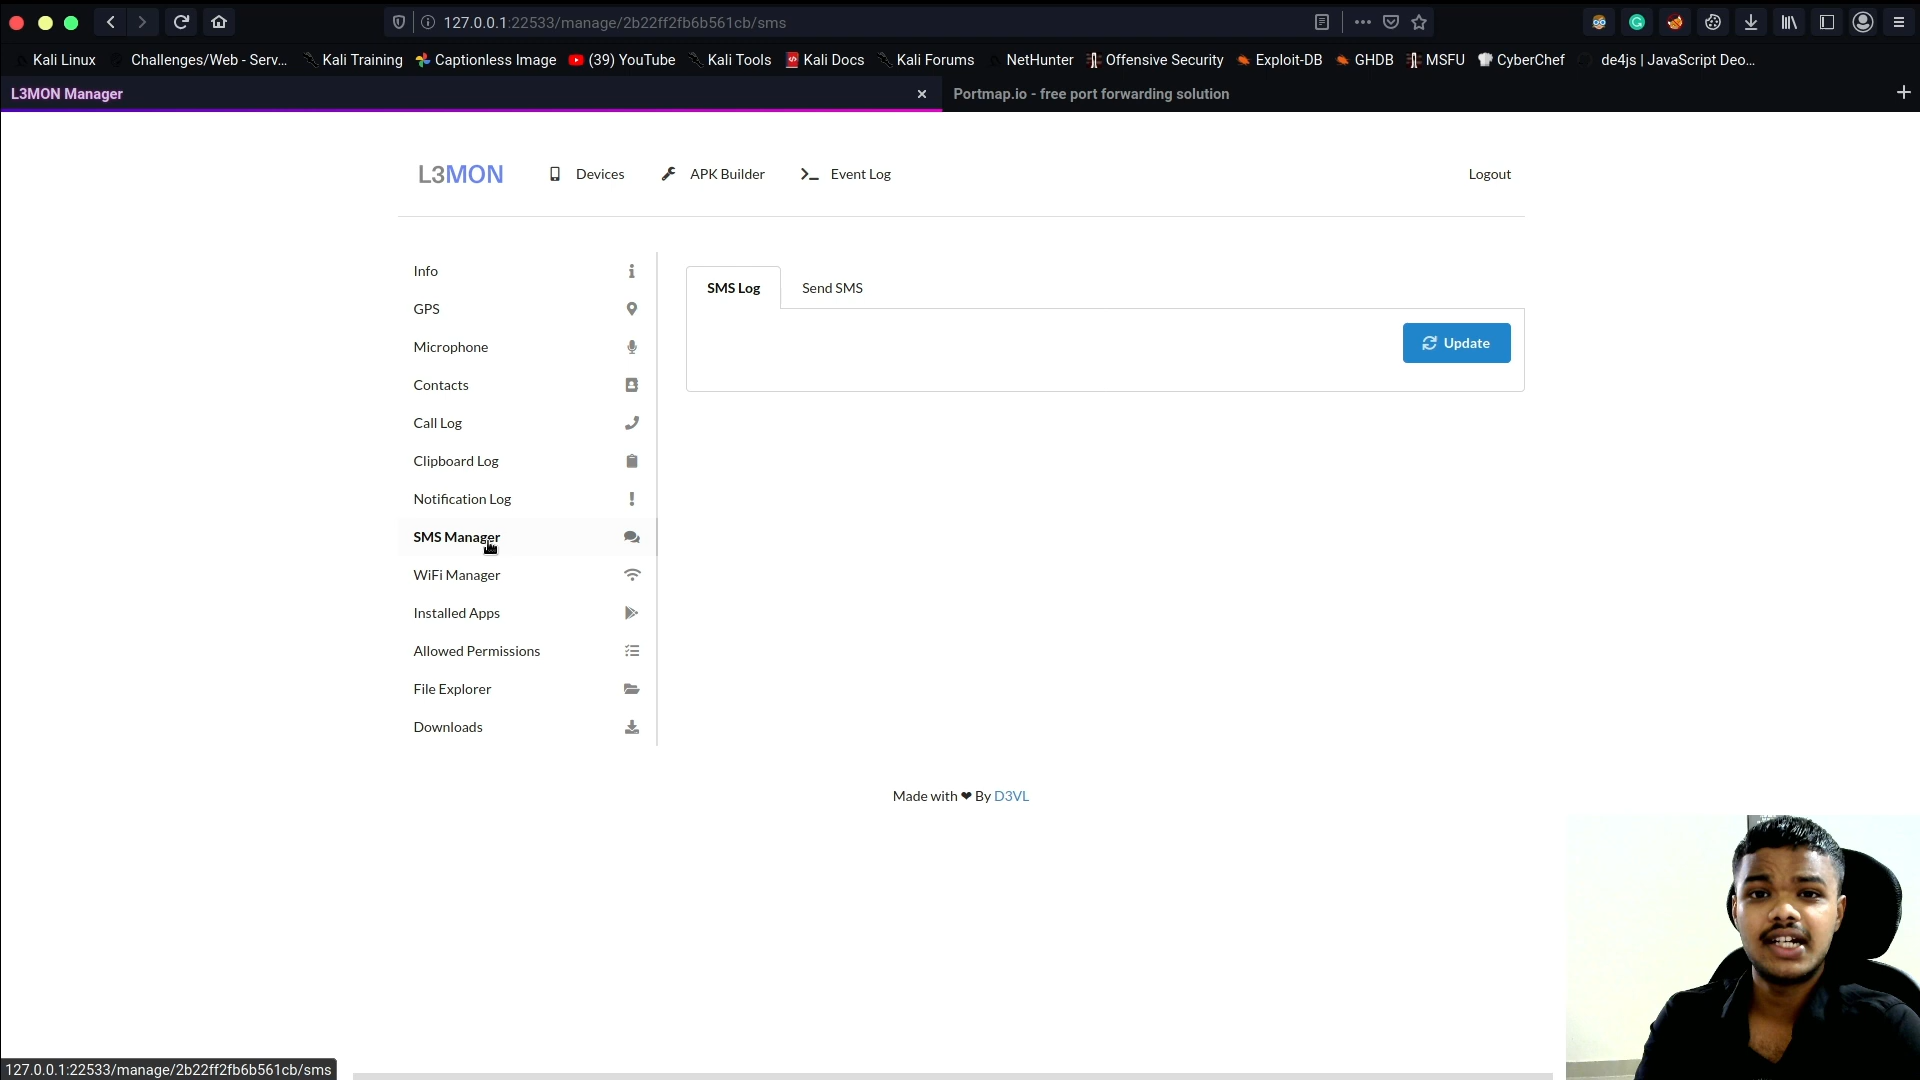 127.0.0.1:22533/manage/2b22ff2fb6b561cb/sms
Kali Linux
Challenges/Web - Serv...
Kali Training
Captionless Image
(39) YouTube
Kali Tools
Kali Docs
Kali Forums
NetHunter
Offensive Security
Exploit-DB
GHDB
MSFU
CyberChef
de4js | JavaScript Deo...
L3MON Manager
Portmap.io - free port forwarding solution
L3MON
Devices
APK Builder
Event Log
Logout
Info
GPS
Microphone
Contacts
Call Log
Clipboard Log
Notification Log
SMS Manager
WiFi Manager
Installed Apps
Allowed Permissions
File Explorer
Downloads
SMS Log
Send SMS
Update
Made with ❤ By D3VL
127.0.0.1:22533/manage/2b22ff2fb6b561cb/sms